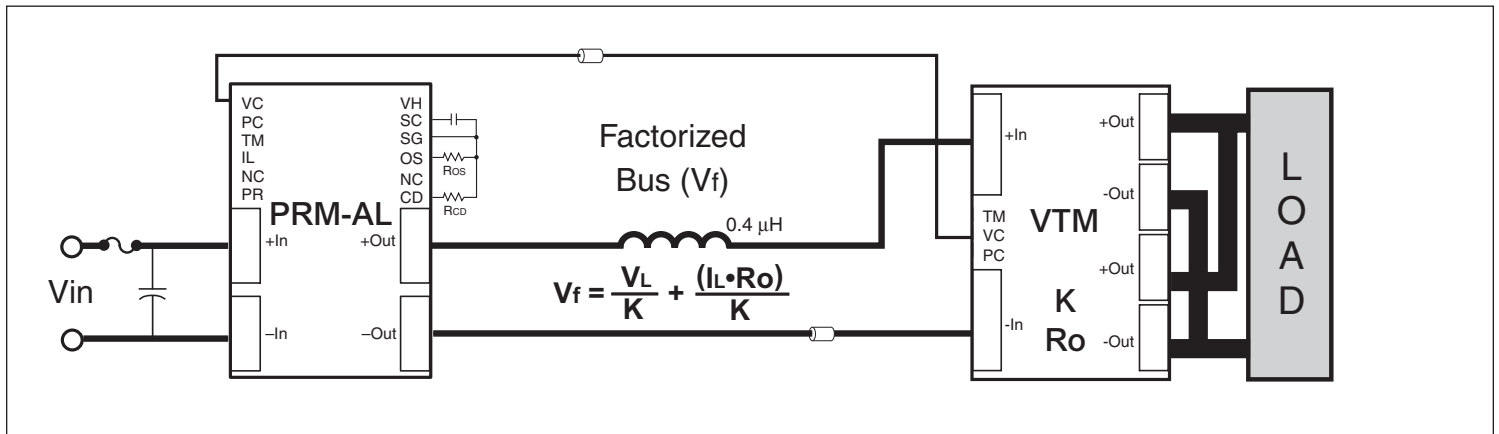 VC
PC
TM
IL
NC
PR
VH
SC
SG
OS
NC
CD
ROS
RCD
PRM-AL
+In
+Out
–In
–Out
Vin
Factorized
Bus (Vf)
0.4 µH
Vf = VL/K + (IL•Ro)/K
+In
TM
VC
PC
-In
VTM
K
Ro
+Out
-Out
+Out
-Out
L
O
A
D